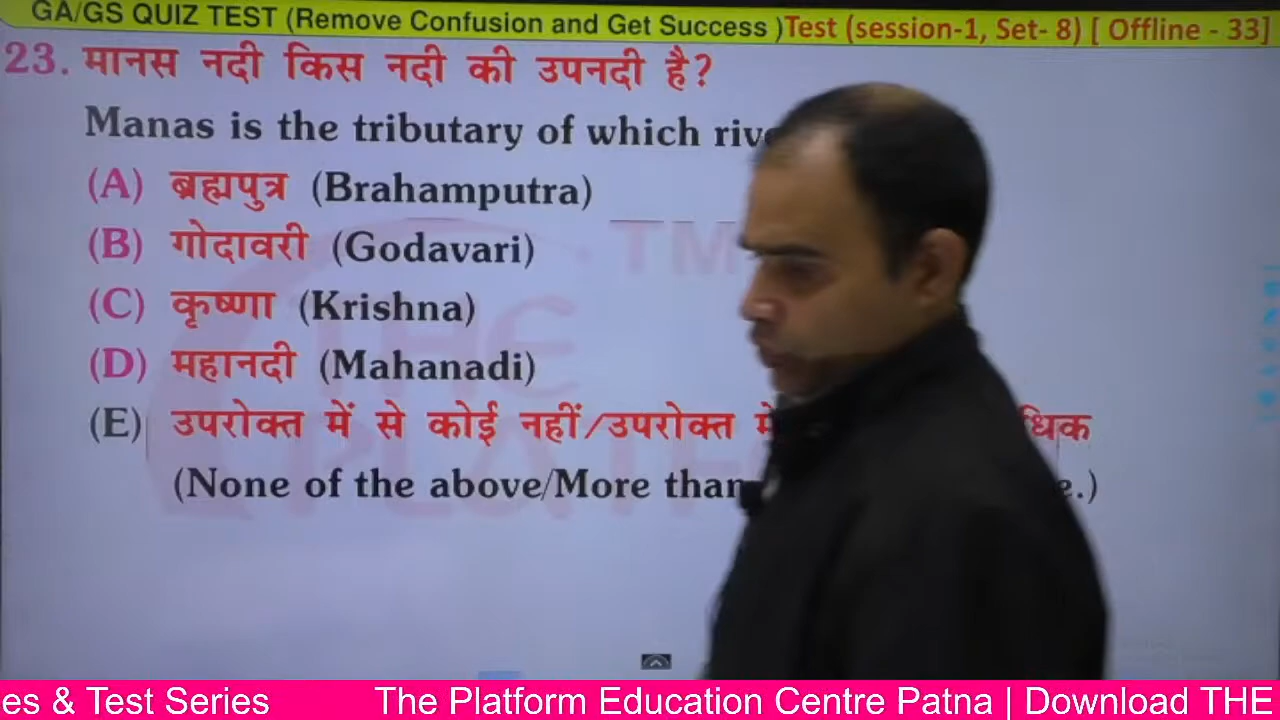 GA/GS QUIZ TEST (Remove Confusion and Get Success )Test (session-1, Set- 8) [ Offline - 33]
23. मानस नदी किस नदी की उपनदी है?
Manas is the tributary of which
(A) ब्रह्मपुत्र (Brahamputra)
(B) गोदावरी (Godavari)
(C) कृष्णा (Krishna)
(D) महानदी (Mahanadi)
(E) उपरोक्त में से कोई नहीं/उपरोक्त
(None of the above/More than
TM
THE
es & Test Series The Platform Education Centre Patna | Download THE